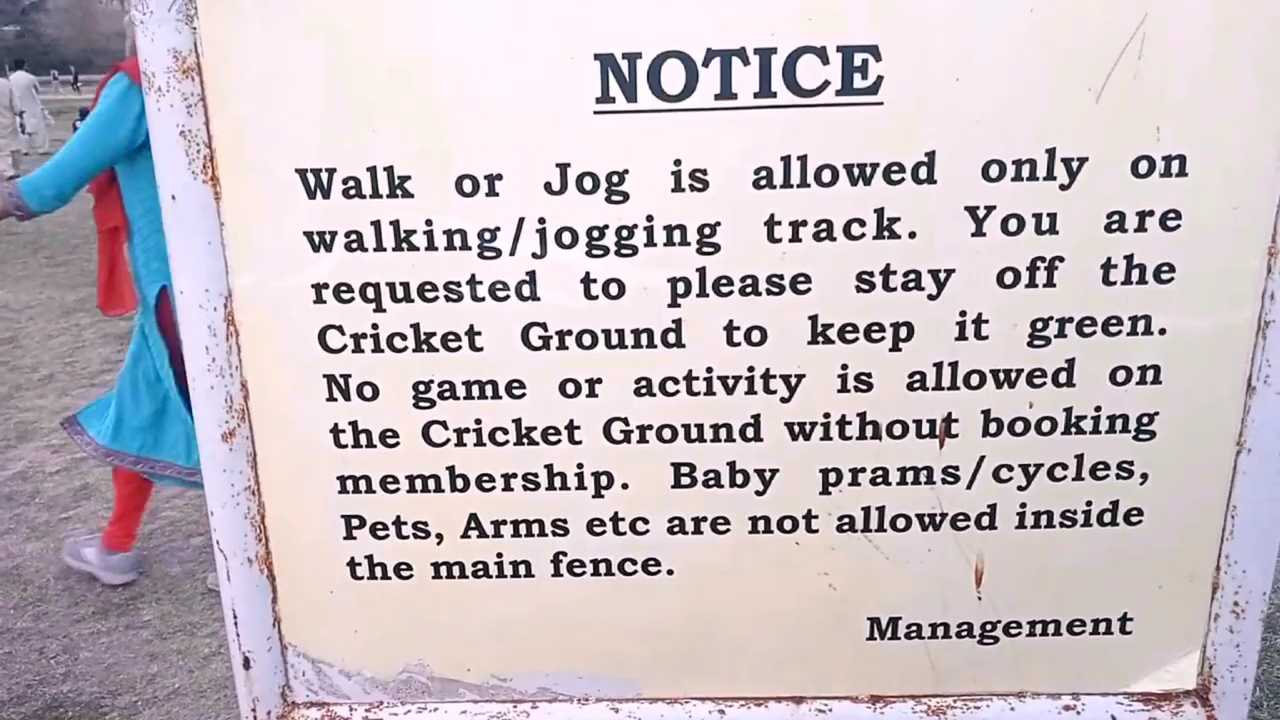 NOTICE
Walk or Jog is allowed only on
walking/jogging track. You are
requested to please stay off the
Cricket Ground to keep it green.
No game or activity is allowed on
the Cricket Ground without booking
membership. Baby prams/cycles,
Pets, Arms etc are not allowed inside
the main fence.
Management